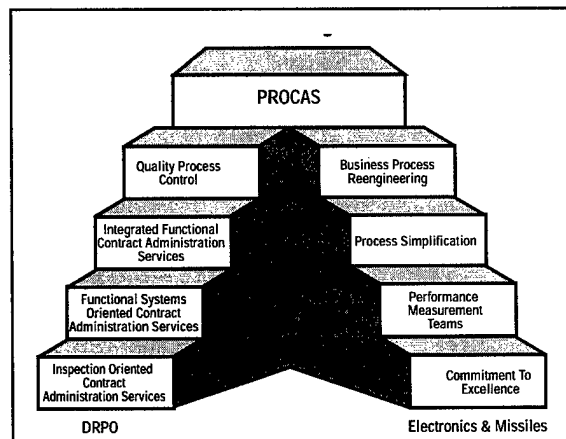 PROCAS
Quality Process
Control
Business Process
Reengineering
Integrated Functional
Contract Administration
Services
Process Simplification
Functional Systems
Oriented Contract
Administration Services
Performance
Measurement
Teams
Inspection Oriented
Contract
Administration Services
Commitment To
Excellence
DRPO
Electronics & Missiles